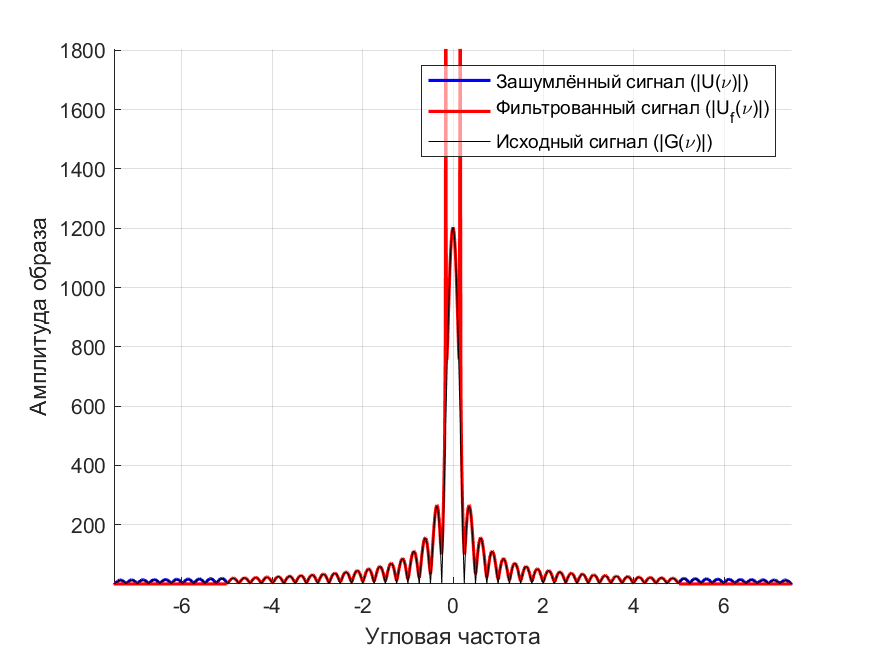 1800
1600
1400
1200
1000
800
600
400
200
Амплитуда образа
Зашумлённый сигнал (|U(ν)|)
Фильтрованный сигнал (|U_f(ν)|)
Исходный сигнал (|G(ν)|)
-6 -4 -2 0 2 4 6
Угловая частота